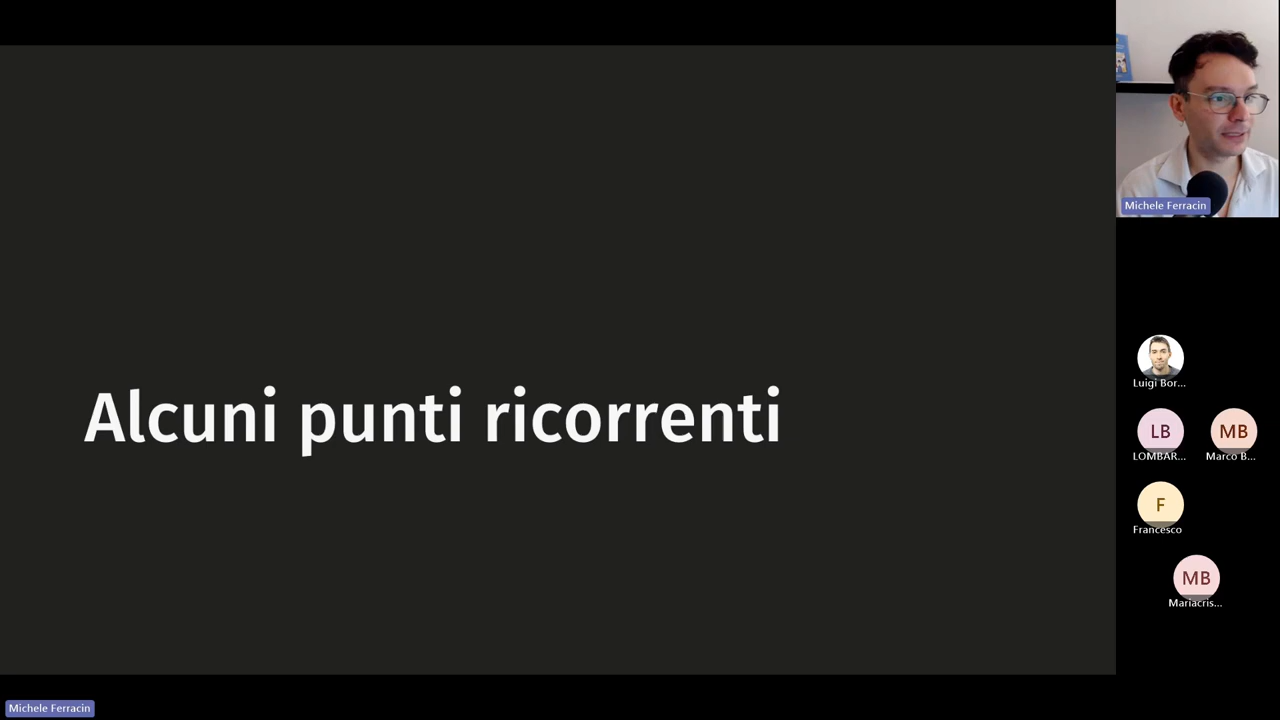 Alcuni punti ricorrenti
Michele Ferracin
Luigi Bor...
LB
LOMBAR...
MB
Marco B...
F
Francesco
MB
Mariacris...
Michele Ferracin